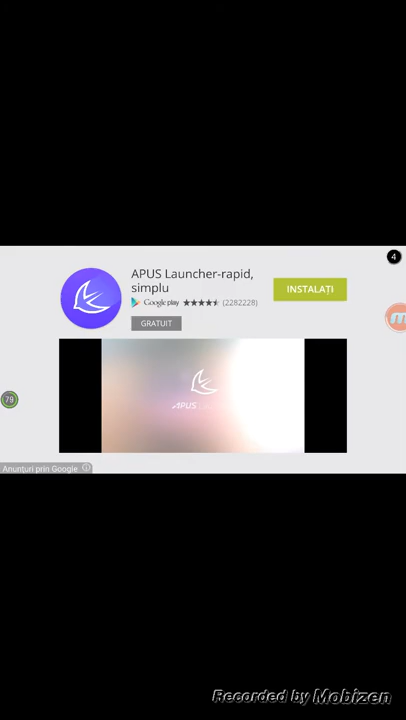 4
APUS Launcher-rapid,
simplu
Google play (2282228)
INSTALAȚI
GRATUIT
79
APUS
Anunțuri prin Google
Recorded by Mobizen